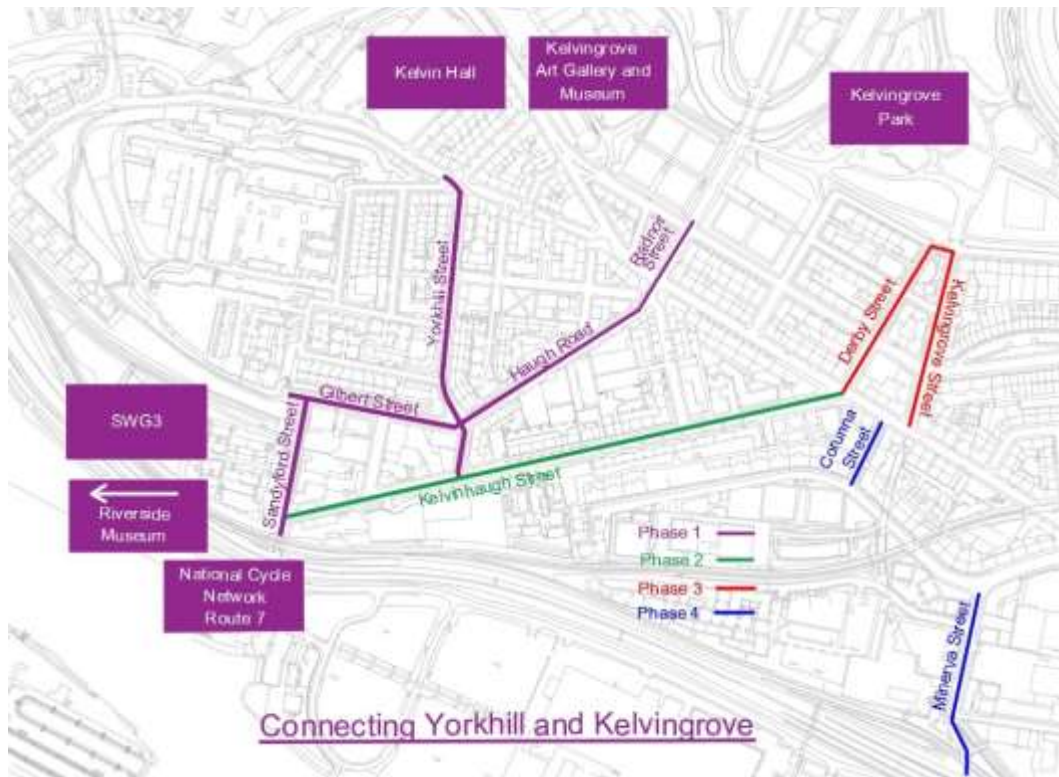 Kelvin Hall
Kelvingrove
Art Gallery and
Museum
Kelvingrove
Park
Radnor
Street
Yorkhill Street
Haugh Road
Derby Street
Kelvingrove Street
Gilbert Street
SWG3
Sandyford Street
Corunna
Street
Kelvinhaugh Street
Riverside
Museum
Phase 1
Phase 2
Phase 3
Phase 4
National Cycle
Network
Route 7
Minerva Street
Connecting Yorkhill and Kelvingrove